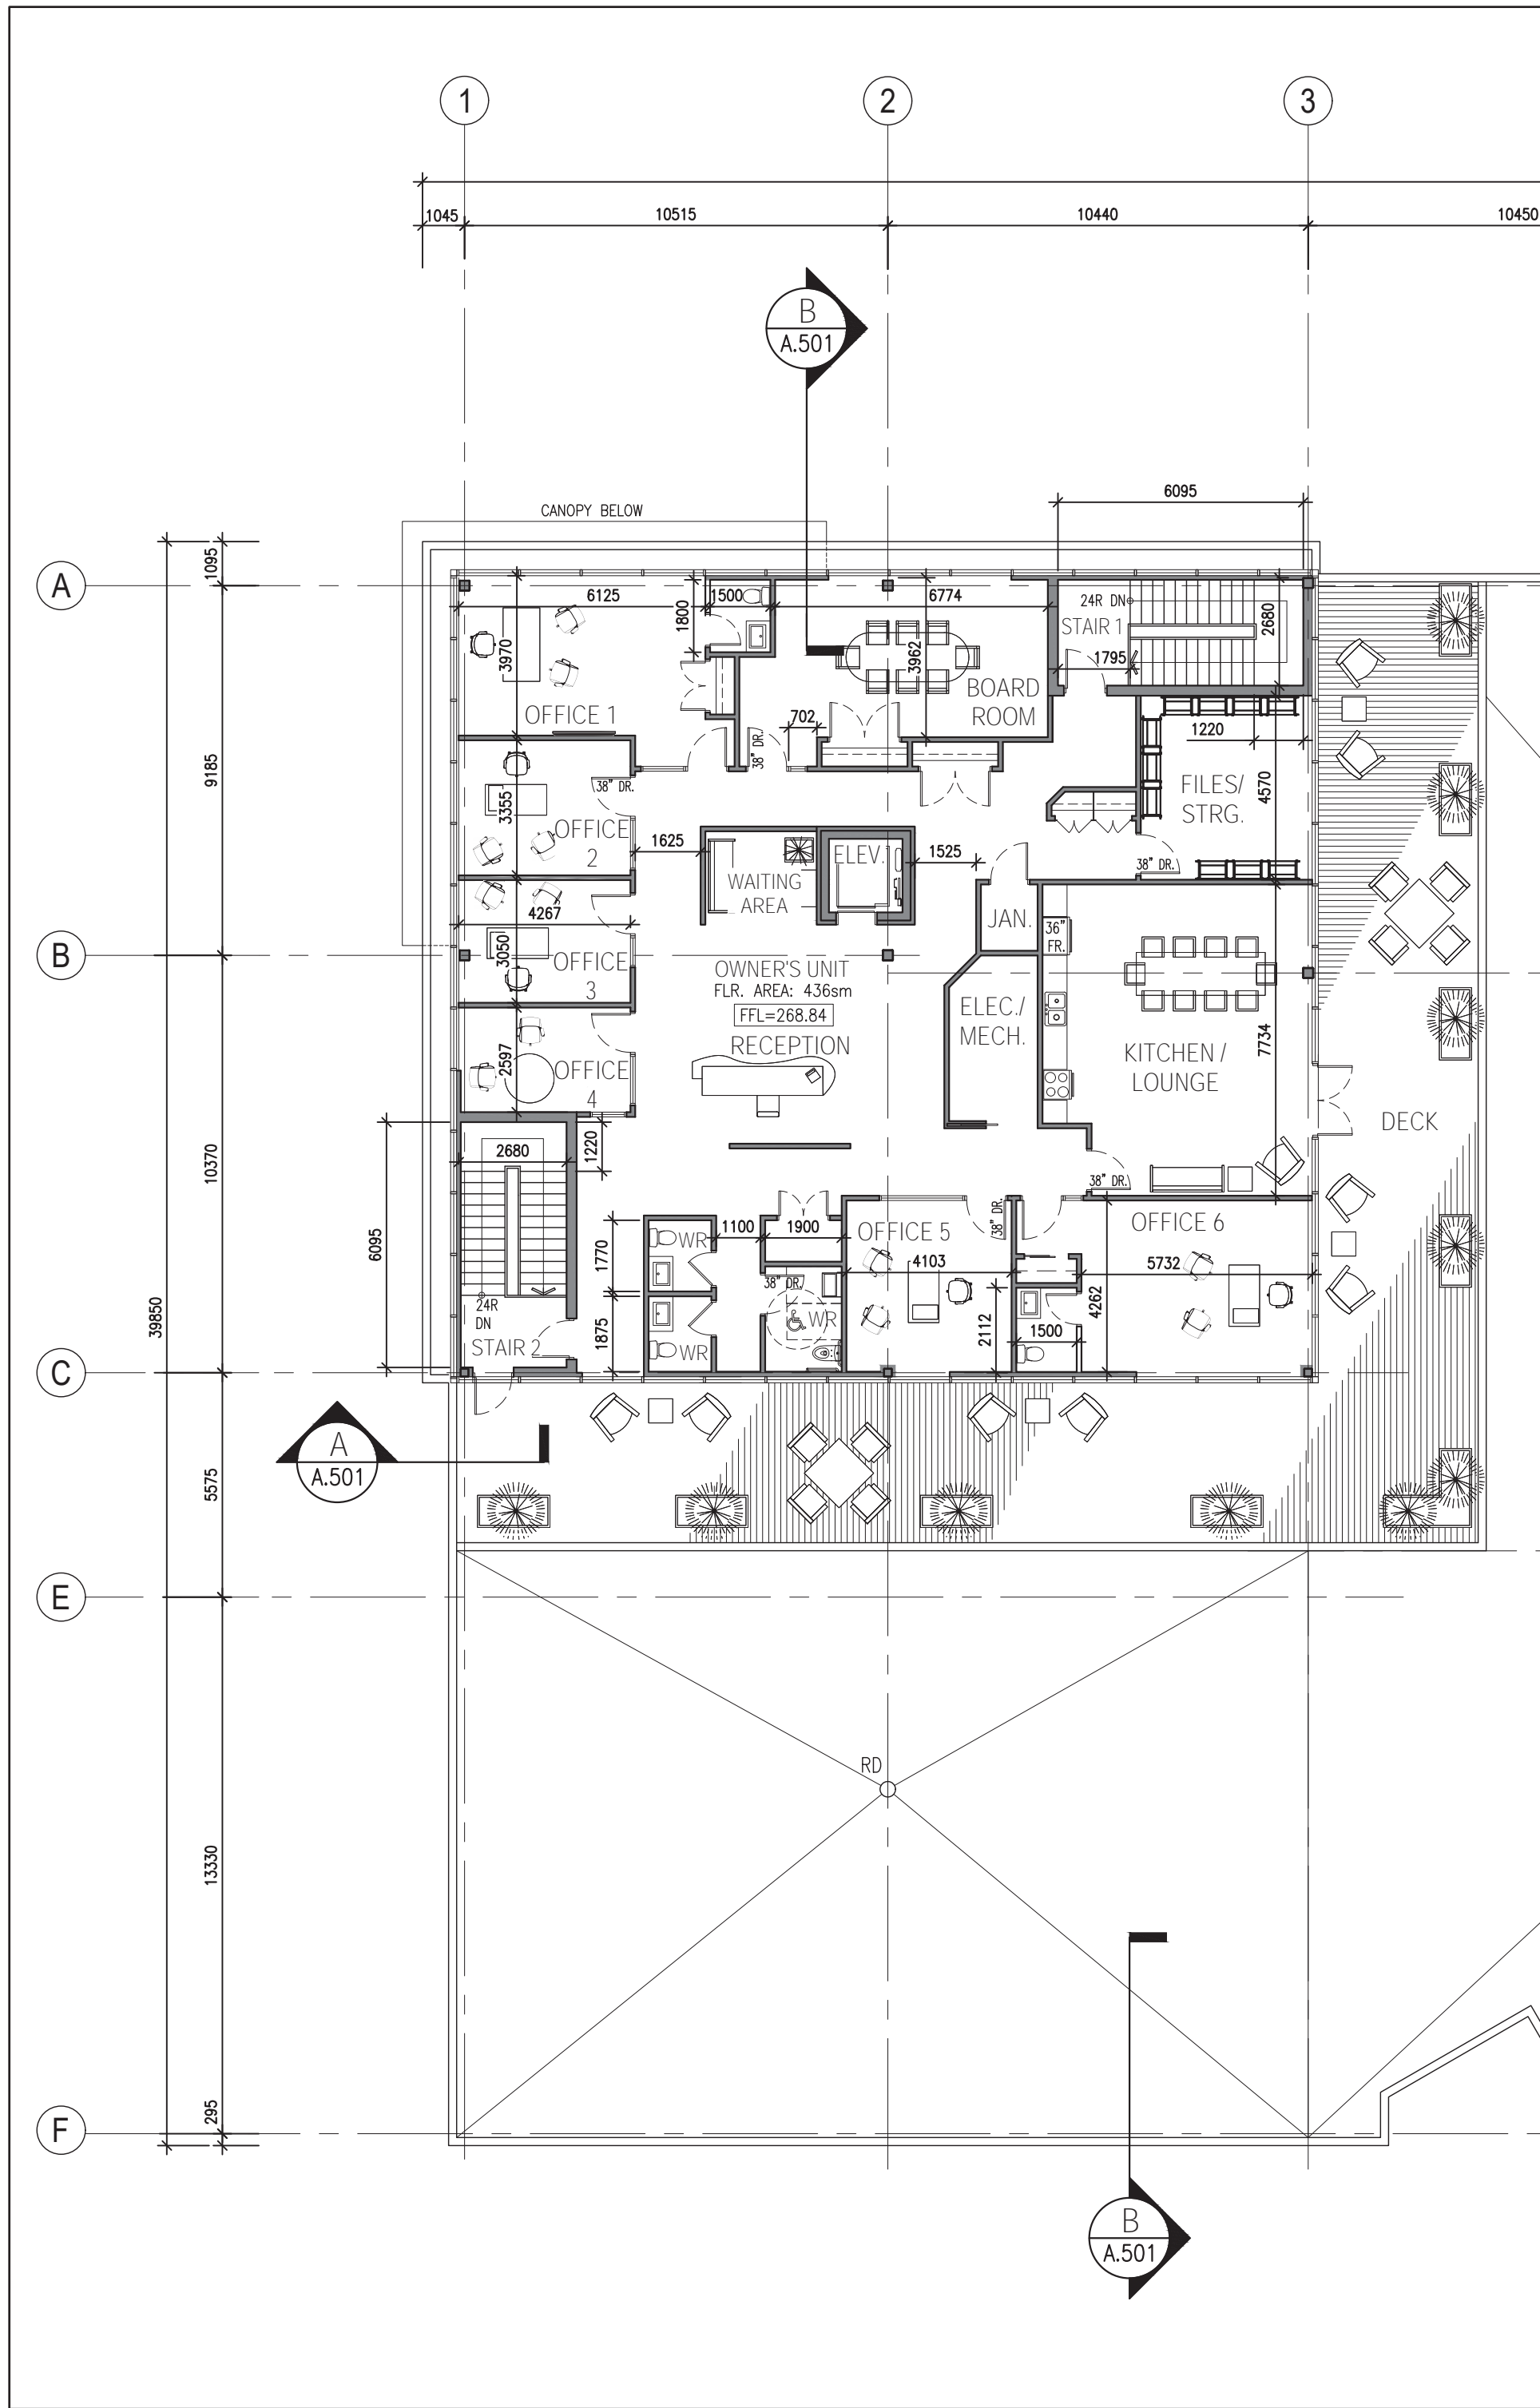 1
2
3
1045
10515
10440
10450
B
A.501
6095
CANOPY BELOW
1095
A
6125
1500
6774
24R DN
STAIR 1
2680
1800
3970
3962
1795
BOARD
ROOM
OFFICE 1
702
38" DR.
1220
9185
38" DR.
3355
FILES/
STRG.
4570
OFFICE
2
1625
ELEV.
1525
38" DR.
WAITING
AREA
4267
JAN.
36"
FR.
B
3050
OFFICE
3
OWNER'S UNIT
FLR. AREA: 436sm
FFL=268.84
RECEPTION
ELEC./
MECH.
KITCHEN /
LOUNGE
7734
2597
OFFICE
4
DECK
2680
1220
10370
38" DR.
6095
1770
WR
1100
1900
OFFICE 5
38" DR.
OFFICE 6
4103
5732
38" DR.
4262
39850
24R
DN
STAIR 2
1875
WR
WR
2112
1500
C
A
A.501
5575
E
RD
13330
295
F
B
A.501